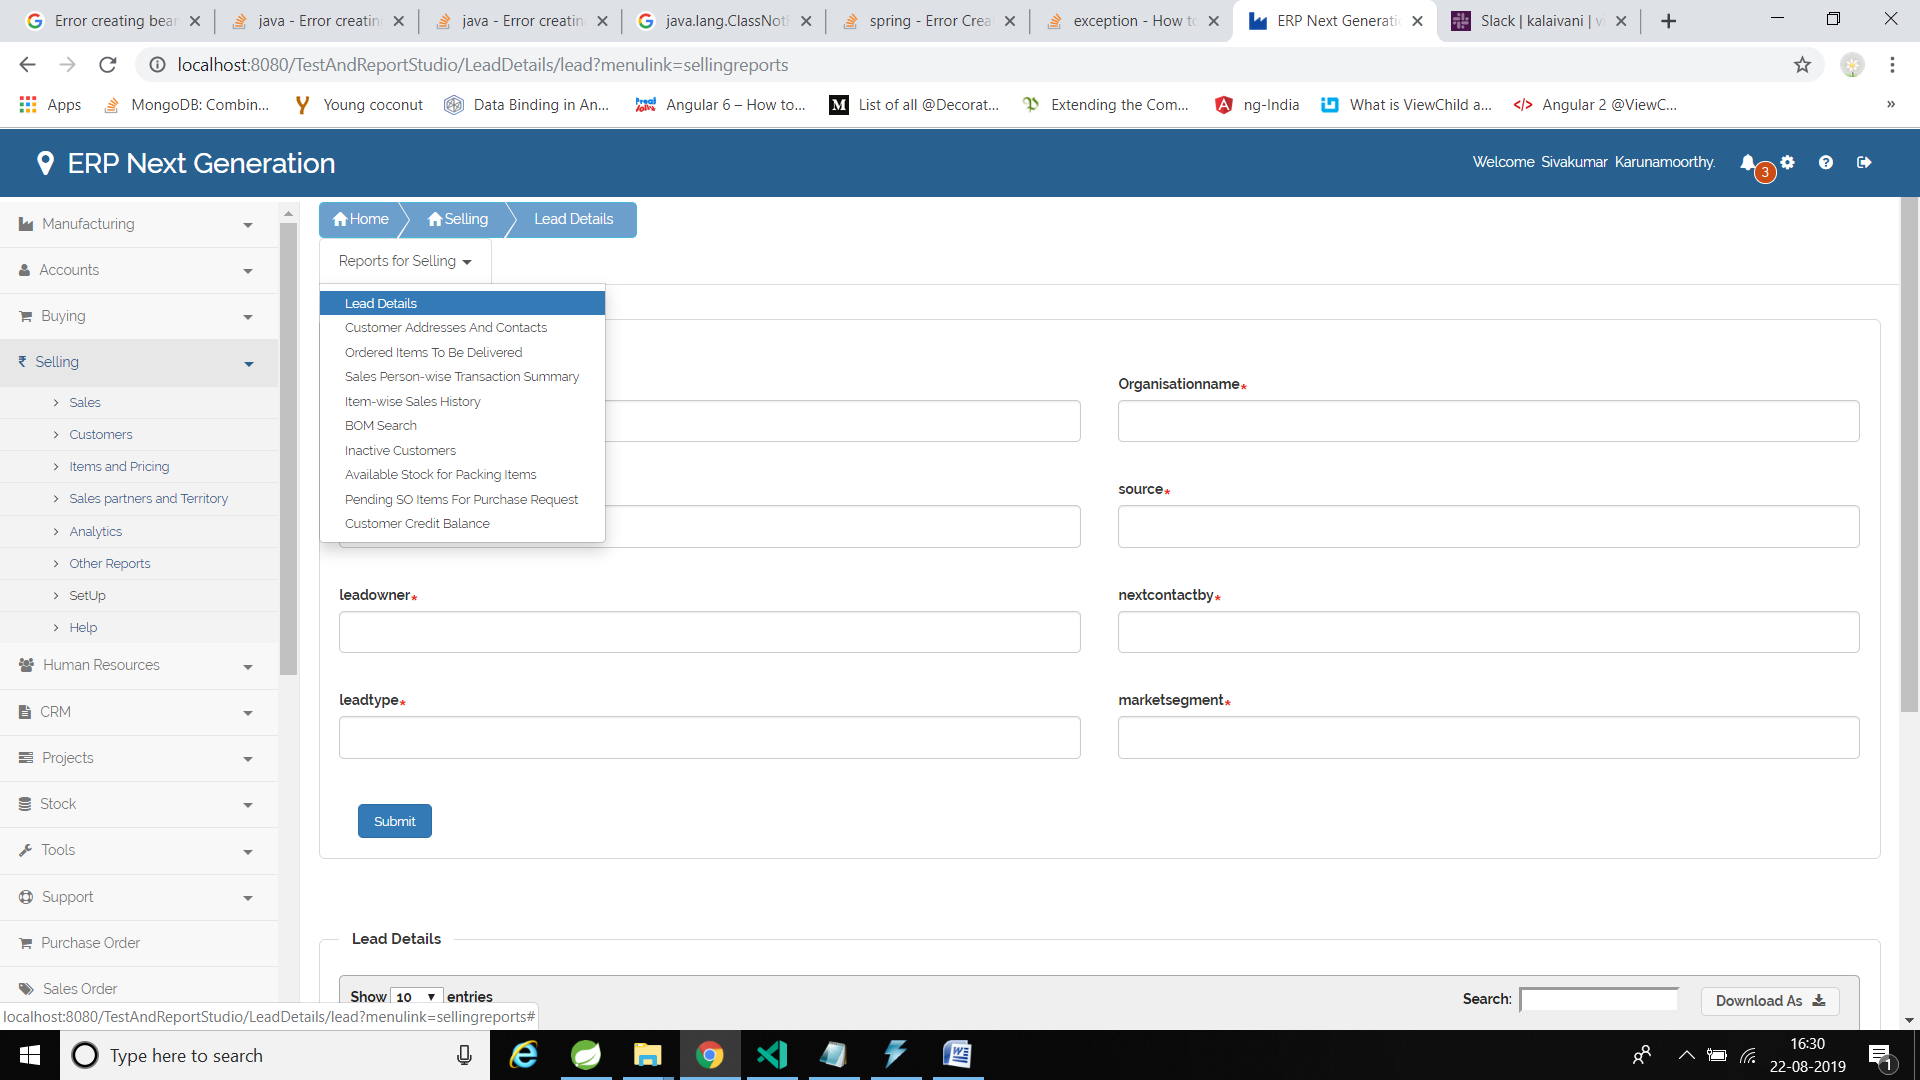 Error creating bea
java - Error creatin
java - Error creatin
java.lang.ClassNot
spring - Error Crea
exception - How to
ERP Next Generati
Slack | kalaivani | v
localhost:8080/TestAndReportStudio/LeadDetails/lead?menulink=sellingreports
Apps
MongoDB: Combin...
Young coconut
Data Binding in An...
Angular 6 – How to...
List of all @Decorat...
Extending the Com...
ng-India
What is ViewChild a...
Angular 2 @ViewC...
ERP Next Generation
Welcome Sivakumar Karunamoorthy.
3
Manufacturing
Accounts
Buying
Selling
Sales
Customers
Items and Pricing
Sales partners and Territory
Analytics
Other Reports
SetUp
Help
Human Resources
CRM
Projects
Stock
Tools
Support
Purchase Order
Sales Order
Home
Selling
Lead Details
Reports for Selling
Lead Details
Customer Addresses And Contacts
Ordered Items To Be Delivered
Sales Person-wise Transaction Summary
Item-wise Sales History
BOM Search
Inactive Customers
Available Stock for Packing Items
Pending SO Items For Purchase Request
Customer Credit Balance
Organisationname*
source*
leadowner*
nextcontactby*
leadtype*
marketsegment*
Submit
Lead Details
Show 10 entries
Search:
Download As
localhost:8080/TestAndReportStudio/LeadDetails/lead?menulink=sellingreports#
Type here to search
16:30
22-08-2019
1